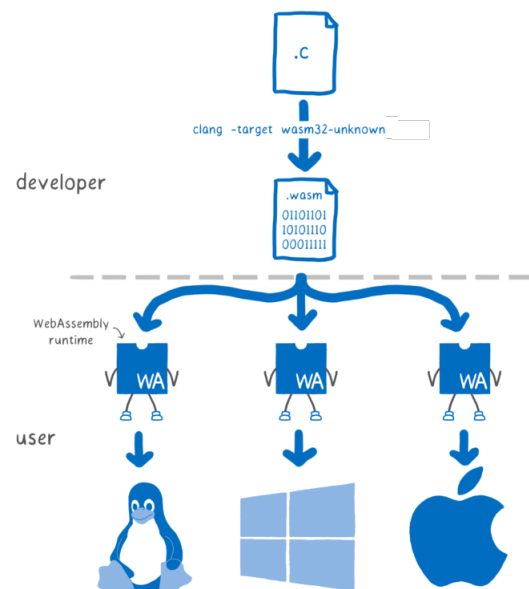 .C
clang -target wasm32-unknown
developer
.wasm
01101101
10101110
00011111
WebAssembly
runtime
WA
WA
WA
user